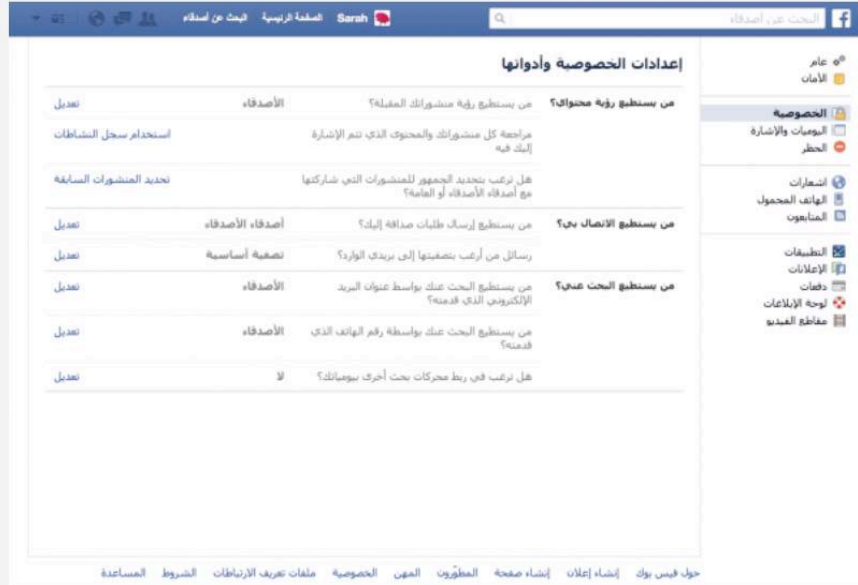 البحث عن أصدقاء
Sarah الصفحة الرئيسية البحث عن أصدقاء
عام
الأمان
الخصوصية
اليوميات والإشارة
الحظر
اشعارات
الهاتف المحمول
المتابعون
التطبيقات
الإعلانات
دفعات
لوحة الإبلاغات
مقاطع الفيديو
إعدادات الخصوصية وأدواتها
من يستطيع رؤية محتواي؟ من يستطيع رؤية منشوراتك المقبلة؟ الأصدقاء تعديل
مراجعة كل منشوراتك والمحتوى الذي تتم الإشارة استخدام سجل النشاطات
إليك فيه
هل ترغب بتحديد الجمهور للمنشورات التي شاركتها تحديد المنشورات السابقة
مع أصدقاء الأصدقاء أو العامة؟
من يستطيع الاتصال بي؟ من يستطيع إرسال طلبات صداقة إليك؟ أصدقاء الأصدقاء تعديل
رسائل من أرغب بتصفيتها إلى بريدي الوارد؟ تصفية أساسية تعديل
من يستطيع البحث عني؟ من يستطيع البحث عنك بواسط عنوان البريد الأصدقاء تعديل
الإلكتروني الذي قدمته؟
من يستطيع البحث عنك بواسطة رقم الهاتف الذي الأصدقاء تعديل
قدمته؟
هل ترغب في ربط محركات بحث أخرى بيومياتك؟ لا تعديل
حول فيس بوك إنشاء إعلان إنشاء صفحة المطوّرون المهن الخصوصية ملفات تعريف الارتباطات الشروط المساعدة